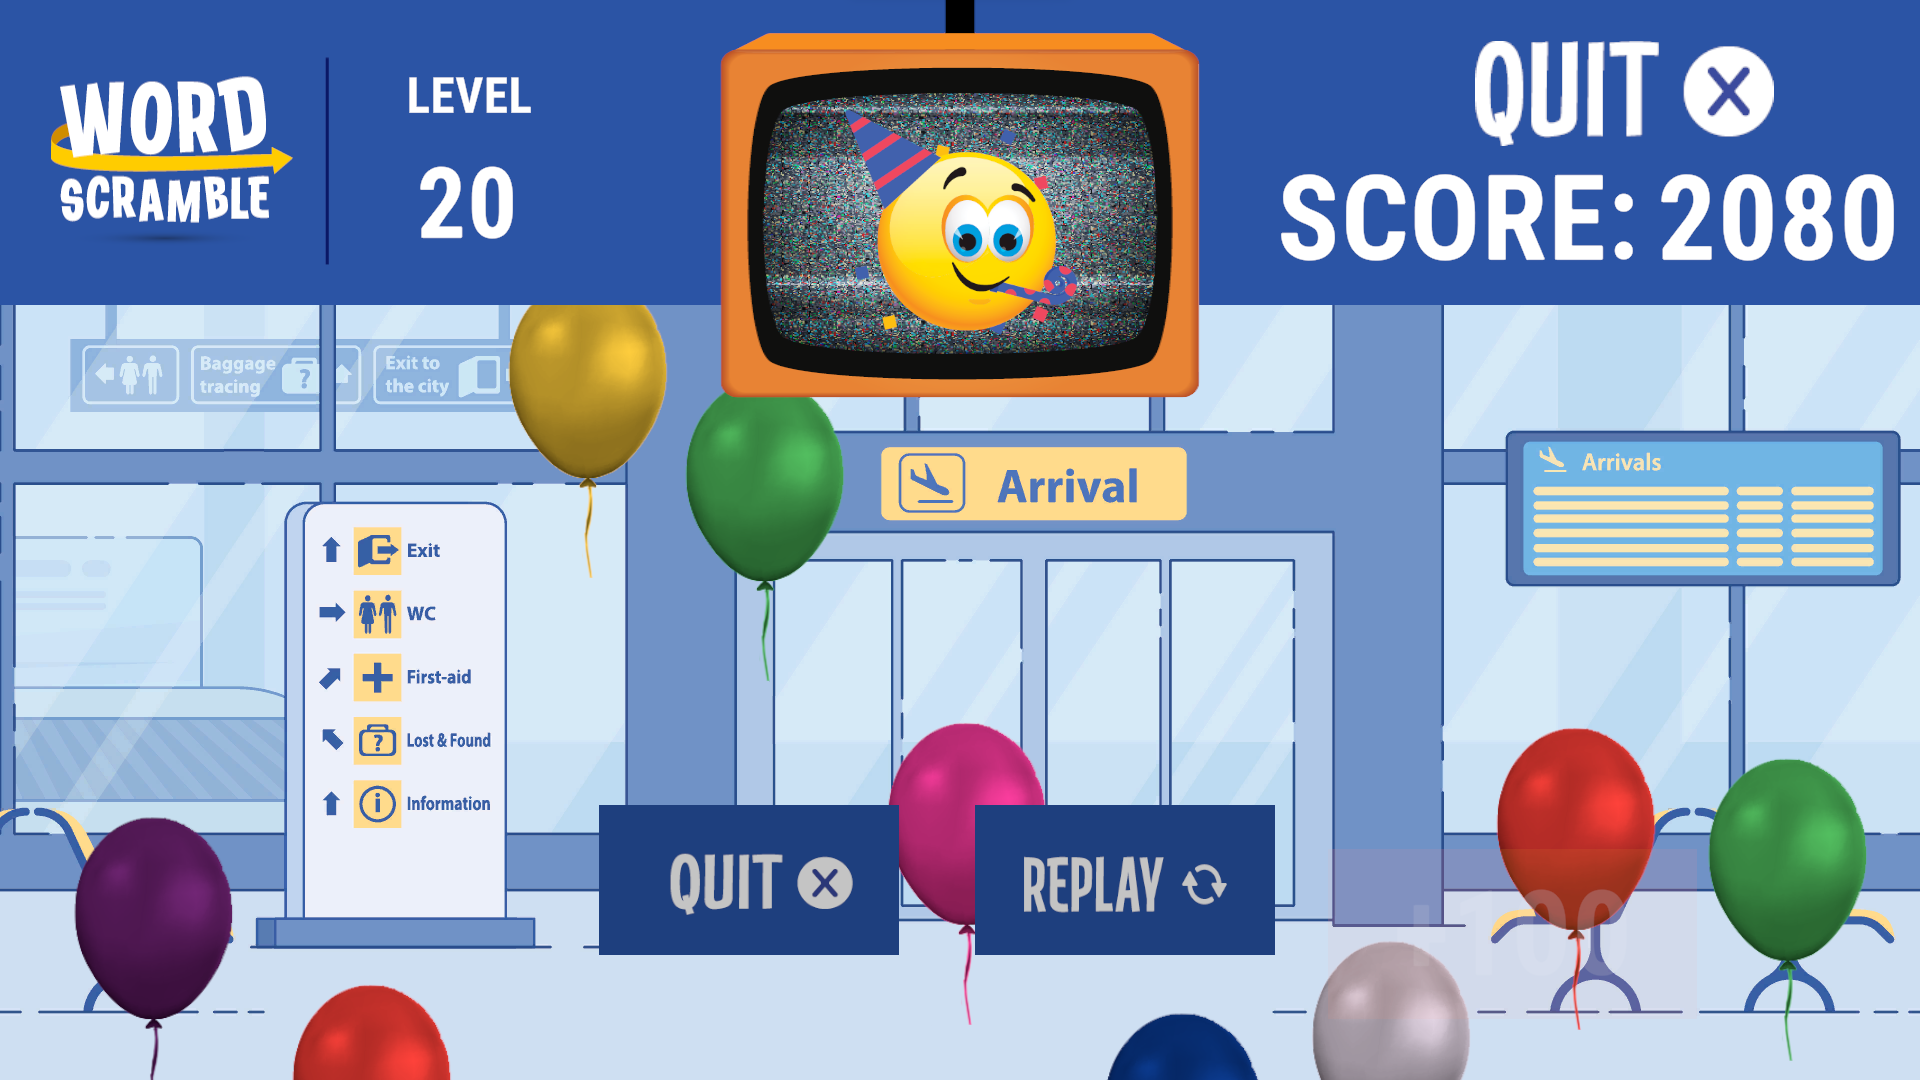 WORD
SCRAMBLE
LEVEL
20
QUIT
SCORE: 2080
Baggage
tracing
?
Exit to
the city
Arrival
Arrivals
Exit
WC
First-aid
?
Lost & Found
i
Information
QUIT
REPLAY
+100